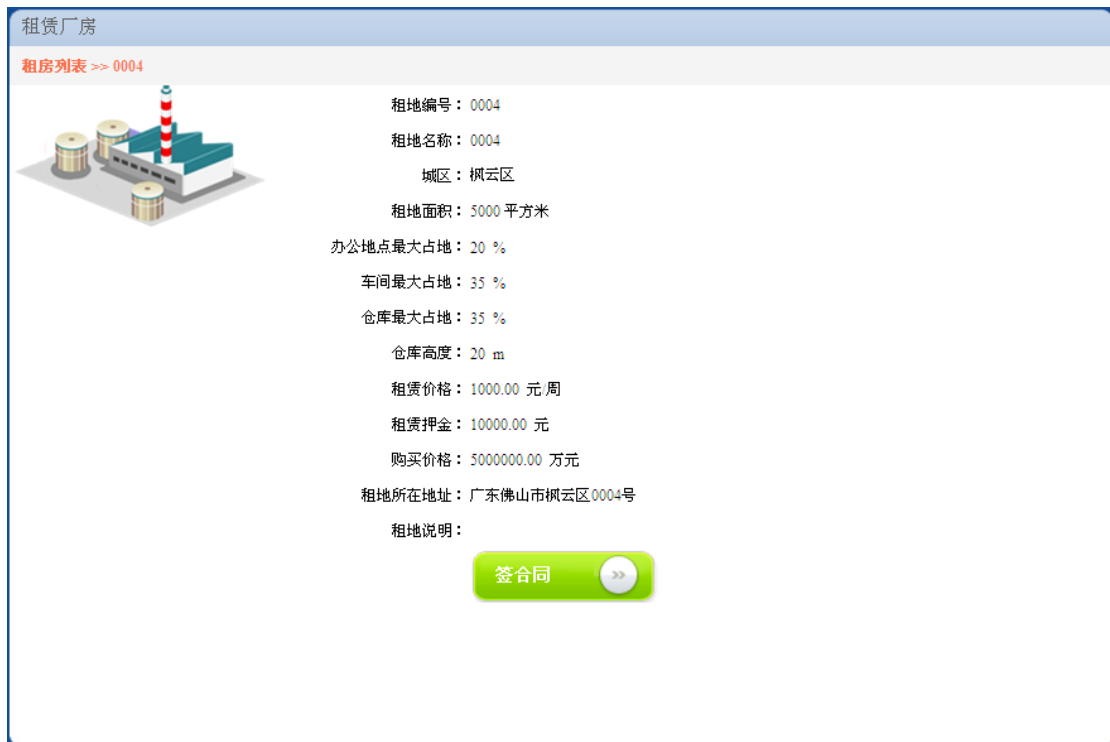 租赁厂房
租房列表 >> 0004
租地编号：0004
租地名称：0004
城区：枫云区
租地面积：5000 平方米
办公地点最大占地：20 %
车间最大占地：35 %
仓库最大占地：35 %
仓库高度：20 m
租赁价格：1000.00 元/周
租赁押金：10000.00 元
购买价格：5000000.00 万元
租地所在地址：广东佛山市枫云区0004号
租地说明：
签合同 >>